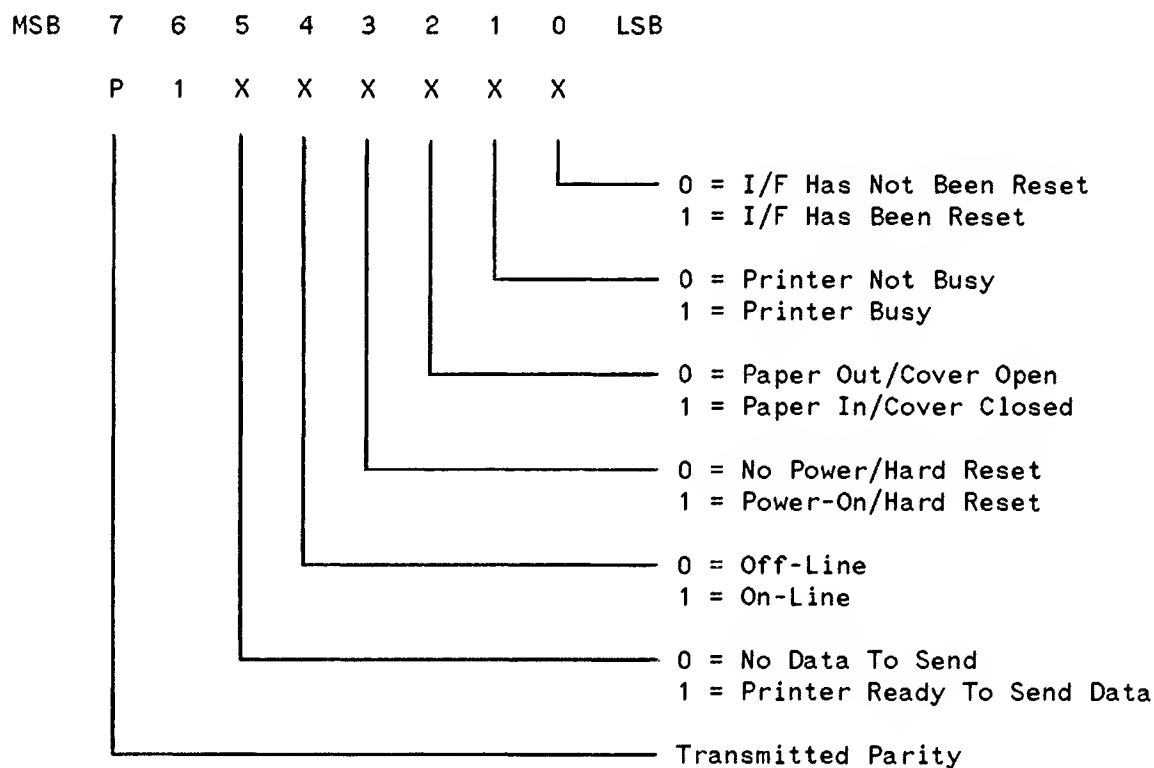 MSB 7 6 5 4 3 2 1 0 LSB
P 1 X X X X X X
0 = I/F Has Not Been Reset
1 = I/F Has Been Reset
0 = Printer Not Busy
1 = Printer Busy
0 = Paper Out/Cover Open
1 = Paper In/Cover Closed
0 = No Power/Hard Reset
1 = Power-On/Hard Reset
0 = Off-Line
1 = On-Line
0 = No Data To Send
1 = Printer Ready To Send Data
Transmitted Parity